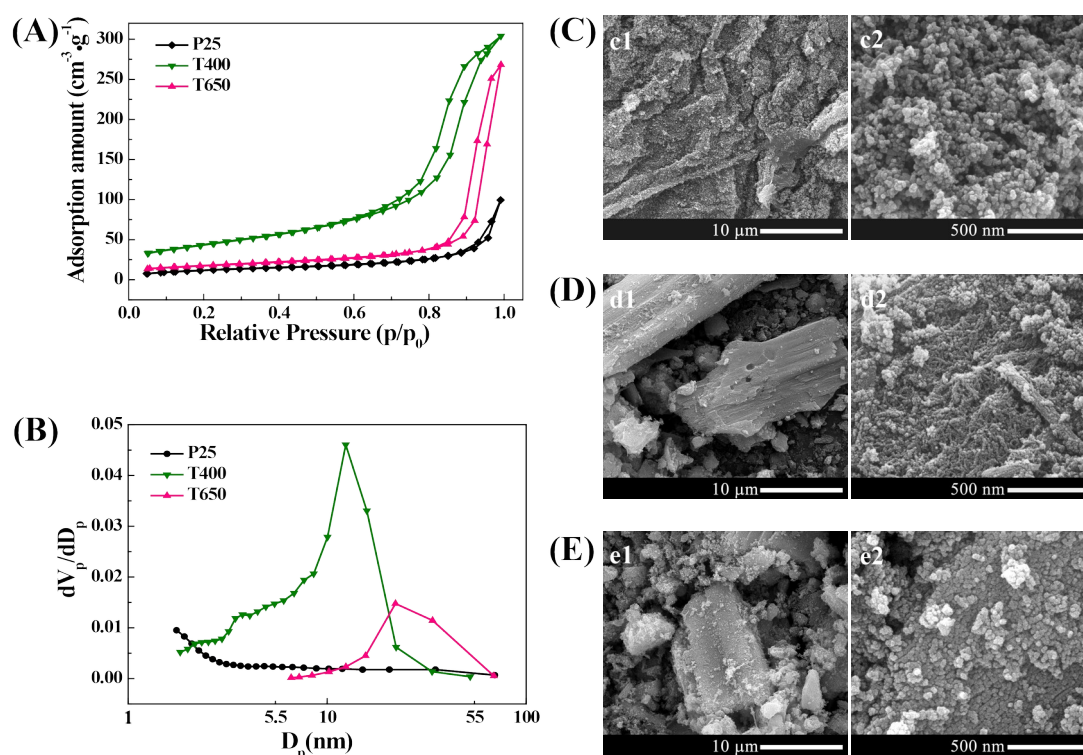 (A)
P25
T400
T650
300
250
200
150
100
50
0
Adsorption amount (cm⁻³•g⁻¹)
0.0 0.2 0.4 0.6 0.8 1.0
Relative Pressure (p/p₀)
(B)
P25
T400
T650
0.05
0.04
0.03
0.02
0.01
0.00
dVₚ/dDₚ
1 5.5 10 55 100
Dₚ(nm)
(C)
c1
10 µm
c2
500 nm
(D)
d1
10 µm
d2
500 nm
(E)
e1
10 µm
e2
500 nm